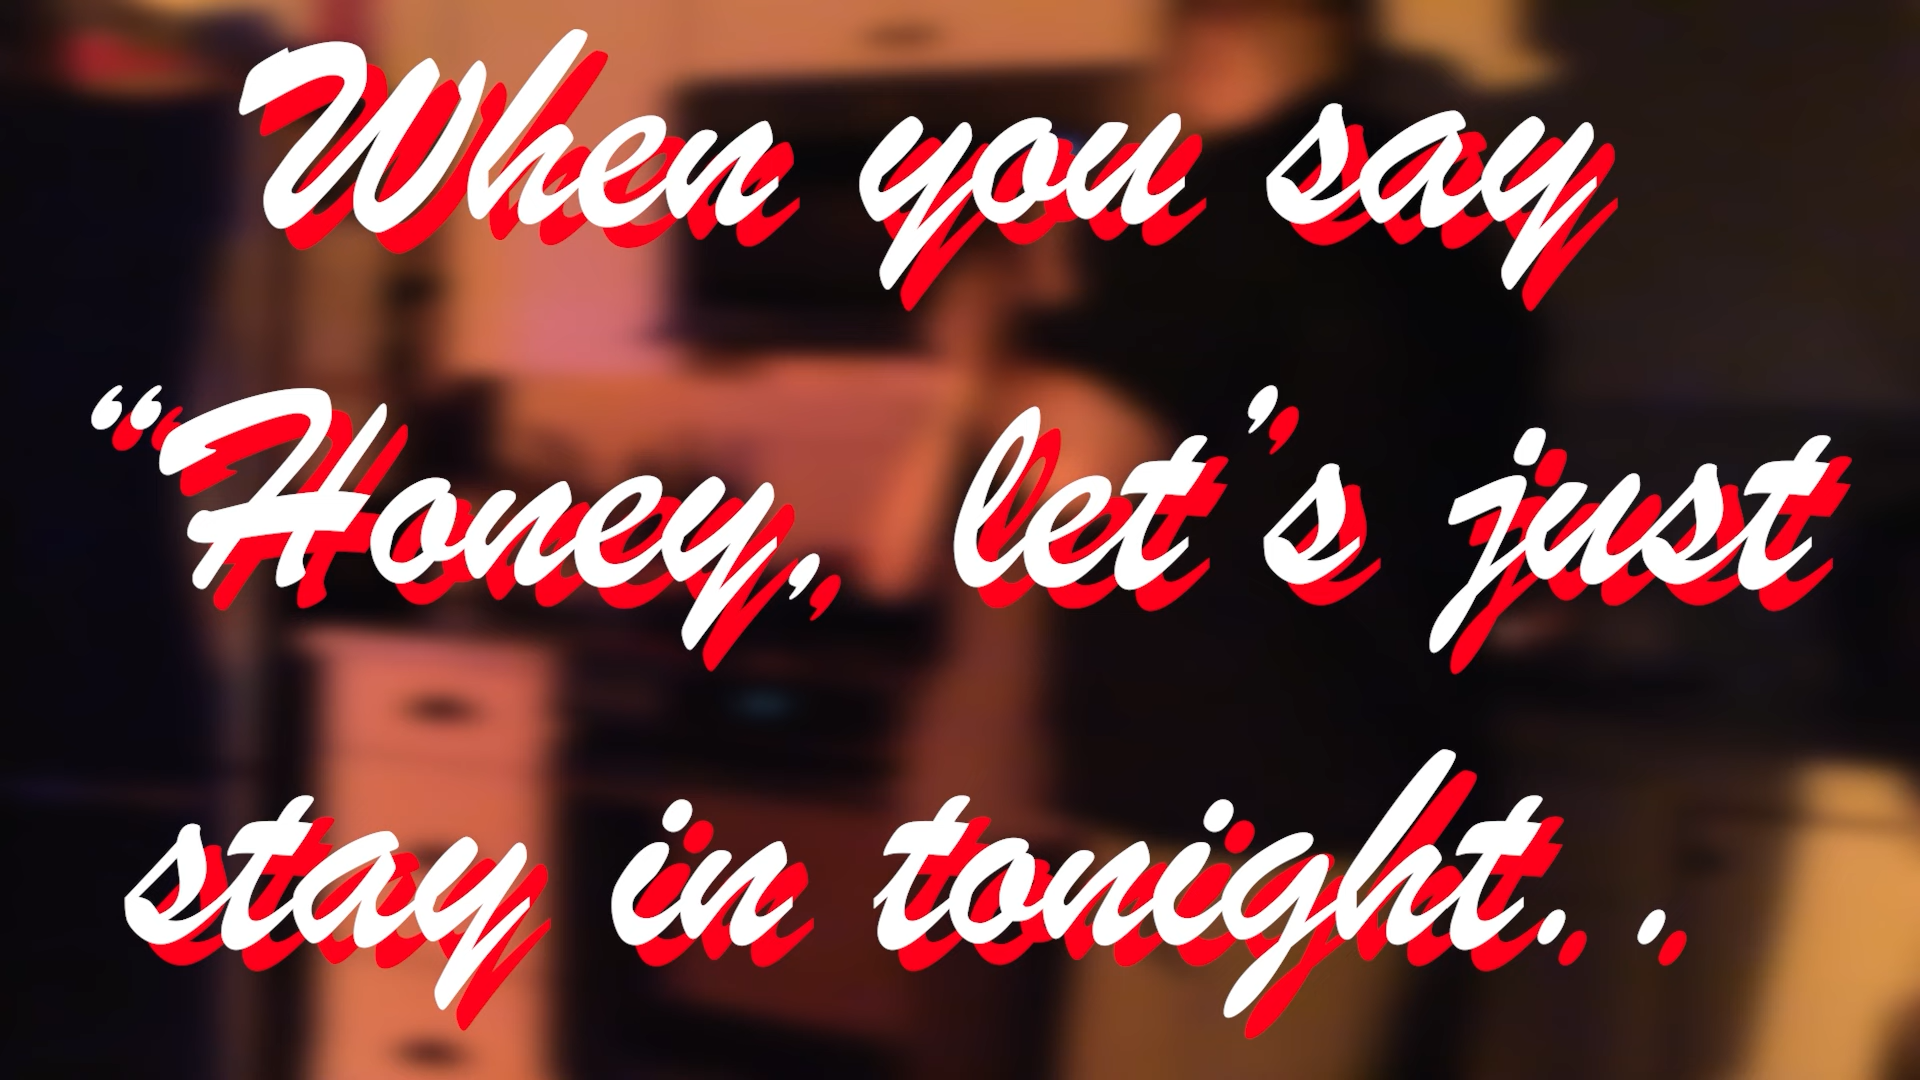 When you say
“Honey, let’s just
stay in tonight. .